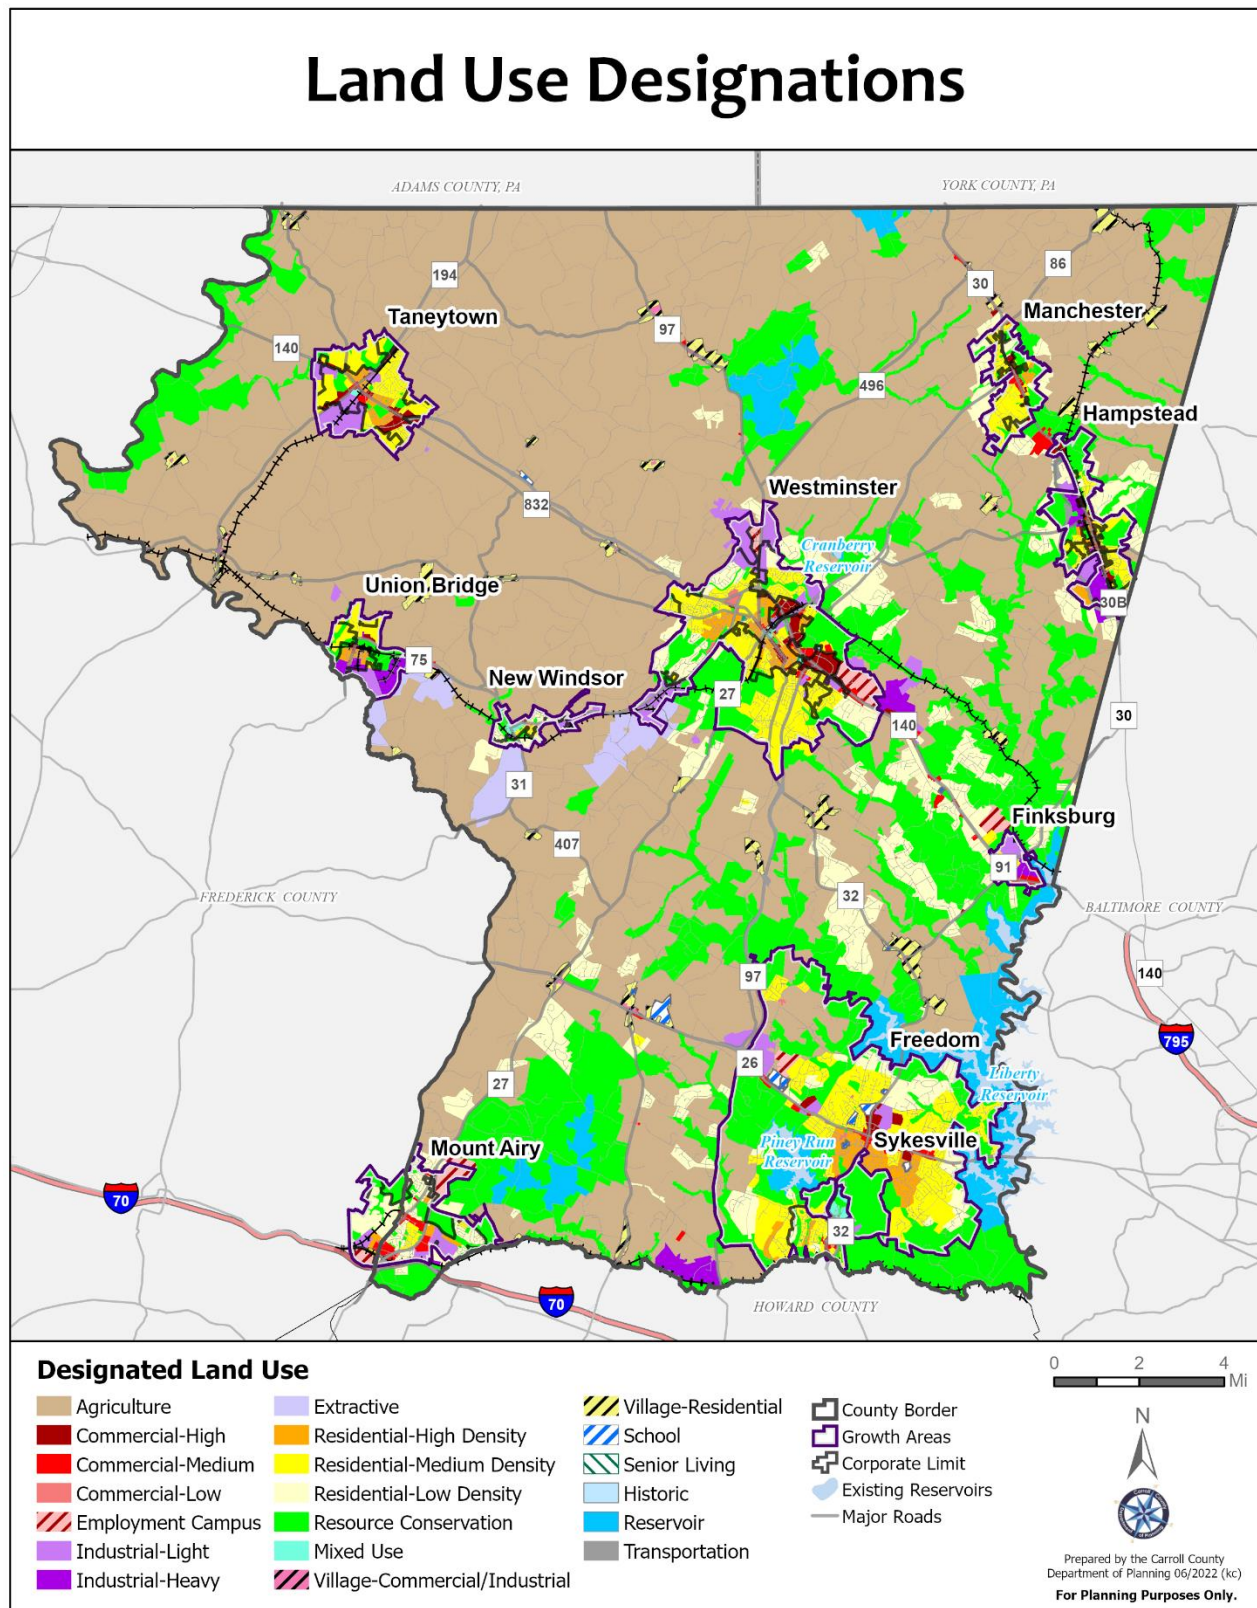 Land Use Designations
ADAMS COUNTY, PA
YORK COUNTY, PA
194
86
30
Manchester
Taneytown
97
140
496
Hampstead
Westminster
832
Cranberry
Reservoir
Union Bridge
30B
75
New Windsor
27
30
140
31
Finksburg
407
91
32
FREDERICK COUNTY
BALTIMORE COUNTY
97
140
Freedom
795
26
Liberty
Reservoir
27
Piney Run
Reservoir
Sykesville
Mount Airy
70
32
70
HOWARD COUNTY
Designated Land Use
Agriculture
Commercial-High
Commercial-Medium
Commercial-Low
Employment Campus
Industrial-Light
Industrial-Heavy
Extractive
Residential-High Density
Residential-Medium Density
Residential-Low Density
Resource Conservation
Mixed Use
Village-Commercial/Industrial
Village-Residential
School
Senior Living
Historic
Reservoir
Transportation
County Border
Growth Areas
Corporate Limit
Existing Reservoirs
Major Roads
0 2 4
Mi
N
Prepared by the Carroll County
Department of Planning 06/2022 (kc)
For Planning Purposes Only.